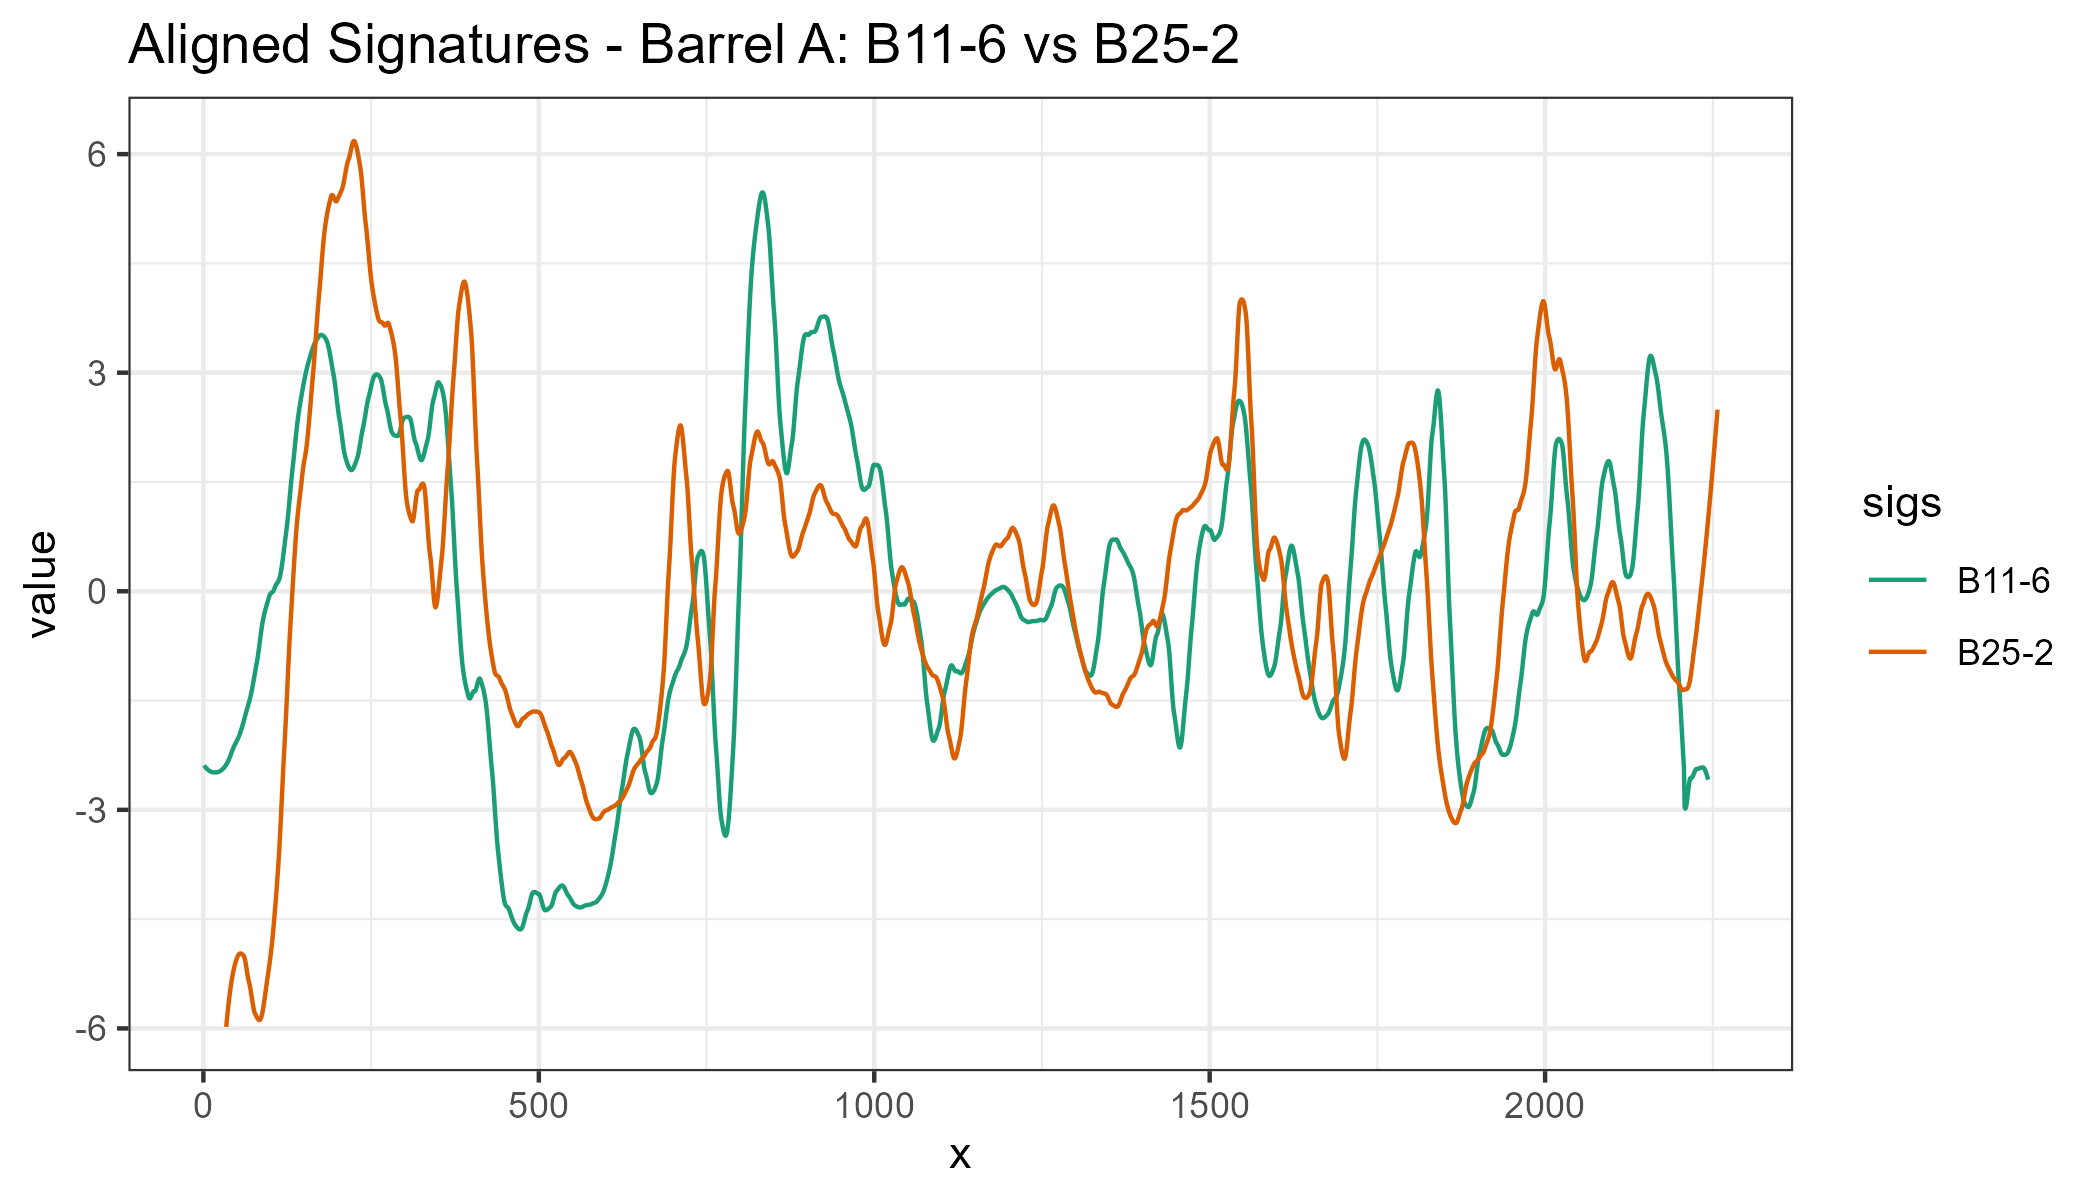 Aligned Signatures - Barrel A: B11-6 vs B25-2
6
3
0
-3
-6
value
0 500 1000 1500 2000
x
sigs
B11-6
B25-2